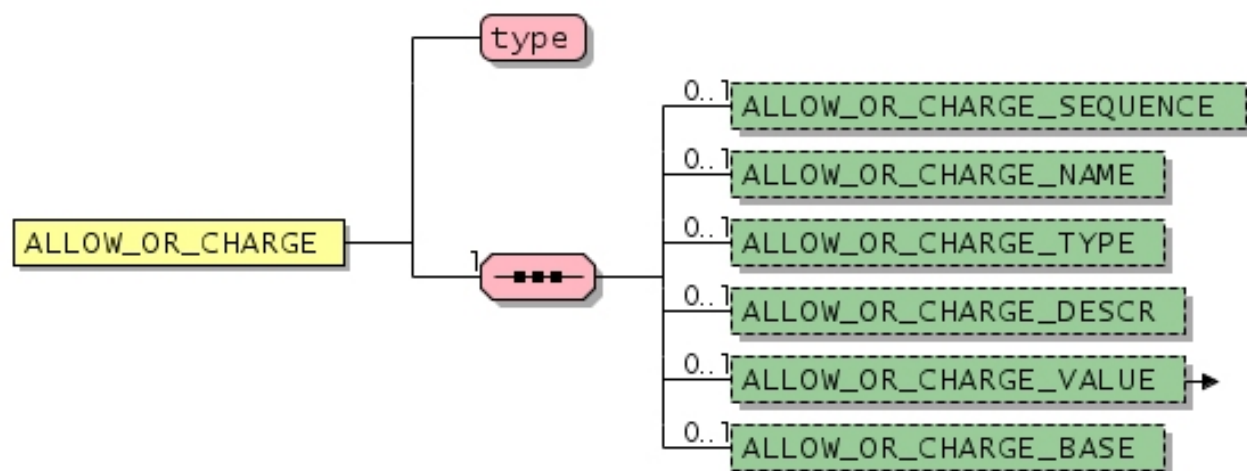 type
0..1
ALLOW_OR_CHARGE_SEQUENCE
0..1
ALLOW_OR_CHARGE_NAME
ALLOW_OR_CHARGE
0..1
ALLOW_OR_CHARGE_TYPE
1
0..1
ALLOW_OR_CHARGE_DESCR
0..1
ALLOW_OR_CHARGE_VALUE
0..1
ALLOW_OR_CHARGE_BASE